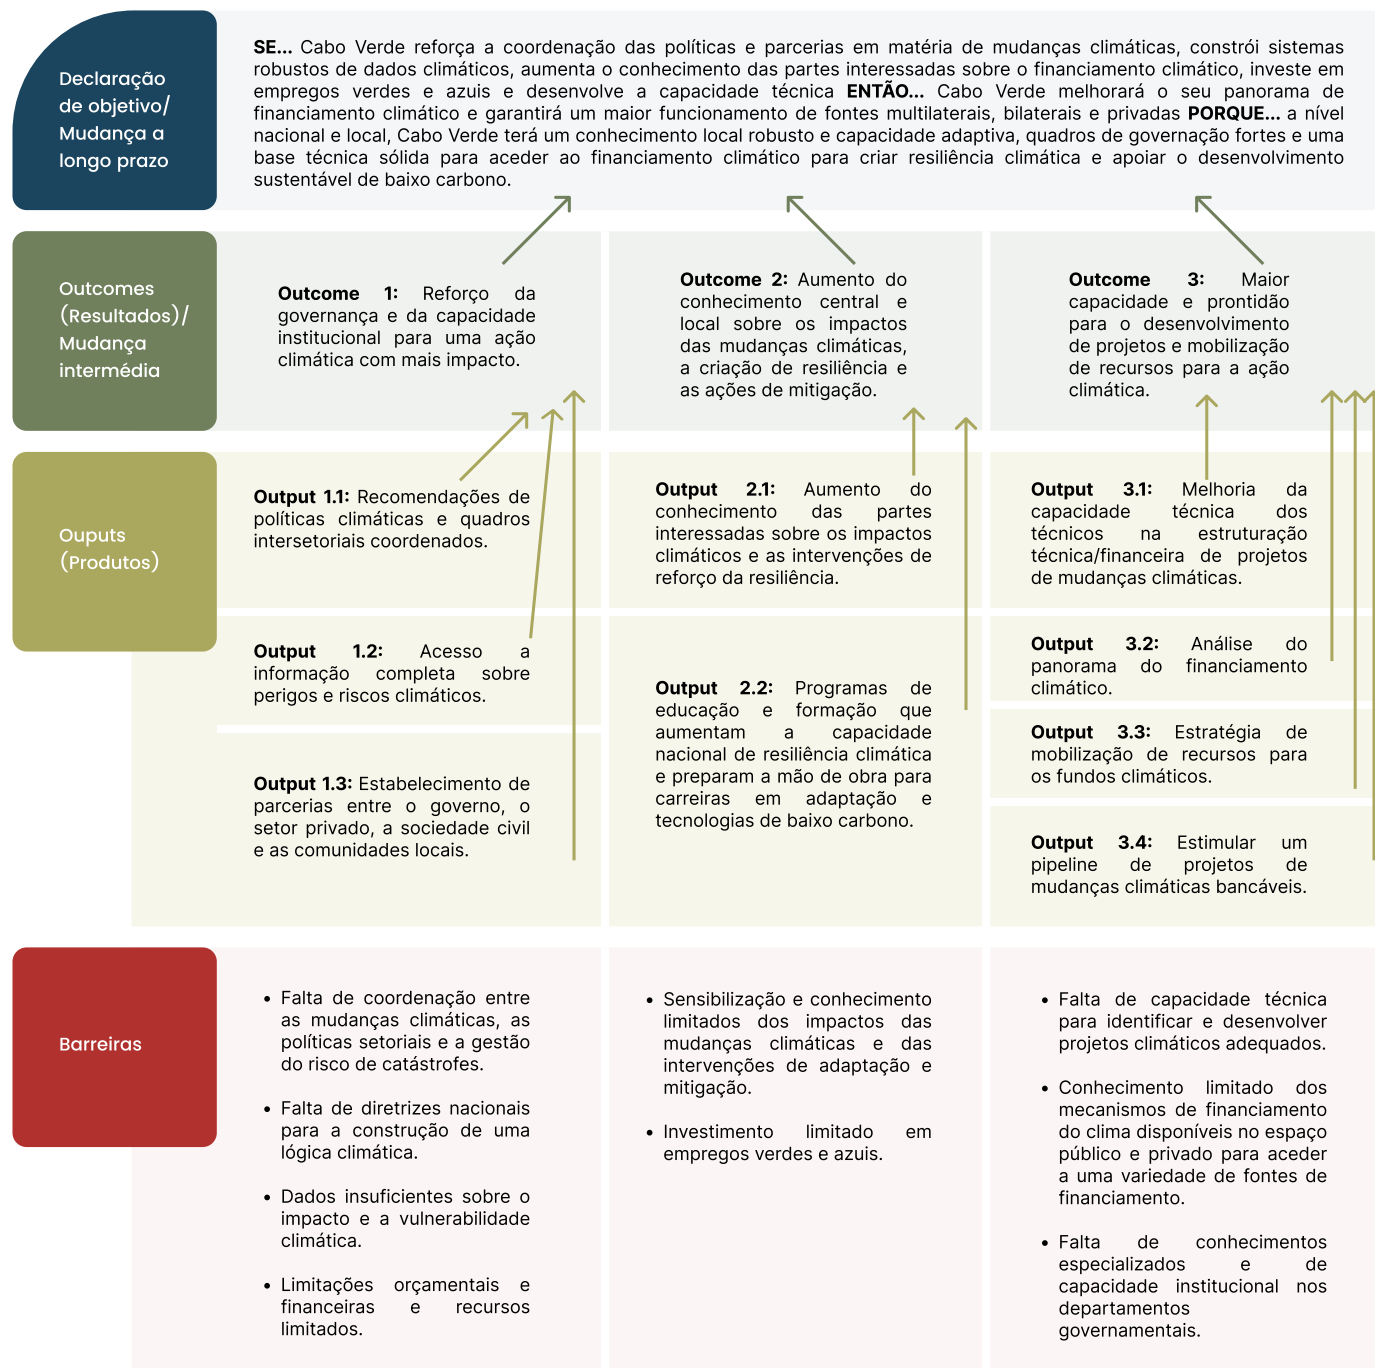 Declaração
de objetivo/
Mudança a
longo prazo
SE... Cabo Verde reforça a coordenação das políticas e parcerias em matéria de mudanças climáticas, constrói sistemas
robustos de dados climáticos, aumenta o conhecimento das partes interessadas sobre o financiamento climático, investe em
empregos verdes e azuis e desenvolve a capacidade técnica ENTÃO... Cabo Verde melhorará o seu panorama de
financiamento climático e garantirá um maior funcionamento de fontes multilaterais, bilaterais e privadas PORQUE... a nível
nacional e local, Cabo Verde terá um conhecimento local robusto e capacidade adaptiva, quadros de governação fortes e uma
base técnica sólida para aceder ao financiamento climático para criar resiliência climática e apoiar o desenvolvimento
sustentável de baixo carbono.
Outcomes
(Resultados)/
Mudança
intermédia
Outcome 1: Reforço da
governança e da capacidade
institucional para uma ação
climática com mais impacto.
Outcome 2: Aumento do
conhecimento central e
local sobre os impactos
das mudanças climáticas,
a criação de resiliência e
as ações de mitigação.
Outcome 3: Maior
capacidade e prontidão
para o desenvolvimento
de projetos e mobilização
de recursos para a ação
climática.
Ouputs
(Produtos)
Output 1.1: Recomendações de
políticas climáticas e quadros
intersetoriais coordenados.
Output 1.2: Acesso a
informação completa sobre
perigos e riscos climáticos.
Output 1.3: Estabelecimento de
parcerias entre o governo, o
setor privado, a sociedade civil
e as comunidades locais.
Output 2.1: Aumento do
conhecimento das partes
interessadas sobre os impactos
climáticos e as intervenções de
reforço da resiliência.
Output 2.2: Programas de
educação e formação que
aumentam a capacidade
nacional de resiliência climática
e preparam a mão de obra para
carreiras em adaptação e
tecnologias de baixo carbono.
Output 3.1: Melhoria da
capacidade técnica dos
técnicos na estruturação
técnica/financeira de projetos
de mudanças climáticas.
Output 3.2: Análise do
panorama do financiamento
climático.
Output 3.3: Estratégia de
mobilização de recursos para
os fundos climáticos.
Output 3.4: Estimular um
pipeline de projetos de
mudanças climáticas bancáveis.
Barreiras
• Falta de coordenação entre
as mudanças climáticas, as
políticas setoriais e a gestão
do risco de catástrofes.
• Falta de diretrizes nacionais
para a construção de uma
lógica climática.
• Dados insuficientes sobre o
impacto e a vulnerabilidade
climática.
• Limitações orçamentais e
financeiras e recursos
limitados.
• Sensibilização e conhecimento
limitados dos impactos das
mudanças climáticas e das
intervenções de adaptação e
mitigação.
• Investimento limitado em
empregos verdes e azuis.
• Falta de capacidade técnica
para identificar e desenvolver
projetos climáticos adequados.
• Conhecimento limitado dos
mecanismos de financiamento
do clima disponíveis no espaço
público e privado para aceder
a uma variedade de fontes de
financiamento.
• Falta de conhecimentos
especializados e de
capacidade institucional nos
departamentos
governamentais.